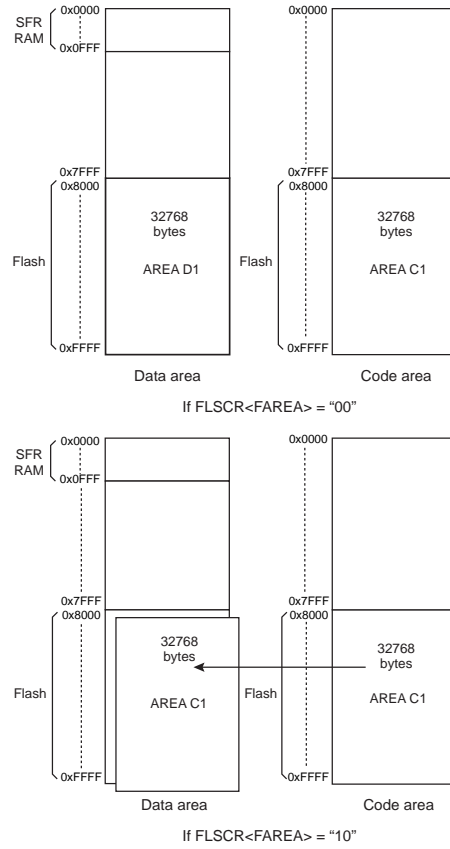 0x0000
SFR
RAM
0x0FFF
0x7FFF
0x8000
32768
bytes
Flash
AREA D1
0xFFFF
Data area
0x0000
0x7FFF
0x8000
32768
bytes
Flash
AREA C1
0xFFFF
Code area
If FLSCR<FAREA> = “00”
0x0000
SFR
RAM
0x0FFF
0x7FFF
0x8000
32768
bytes
Flash
AREA C1
0xFFFF
Data area
0x0000
0x7FFF
0x8000
32768
bytes
Flash
AREA C1
0xFFFF
Code area
If FLSCR<FAREA> = “10”